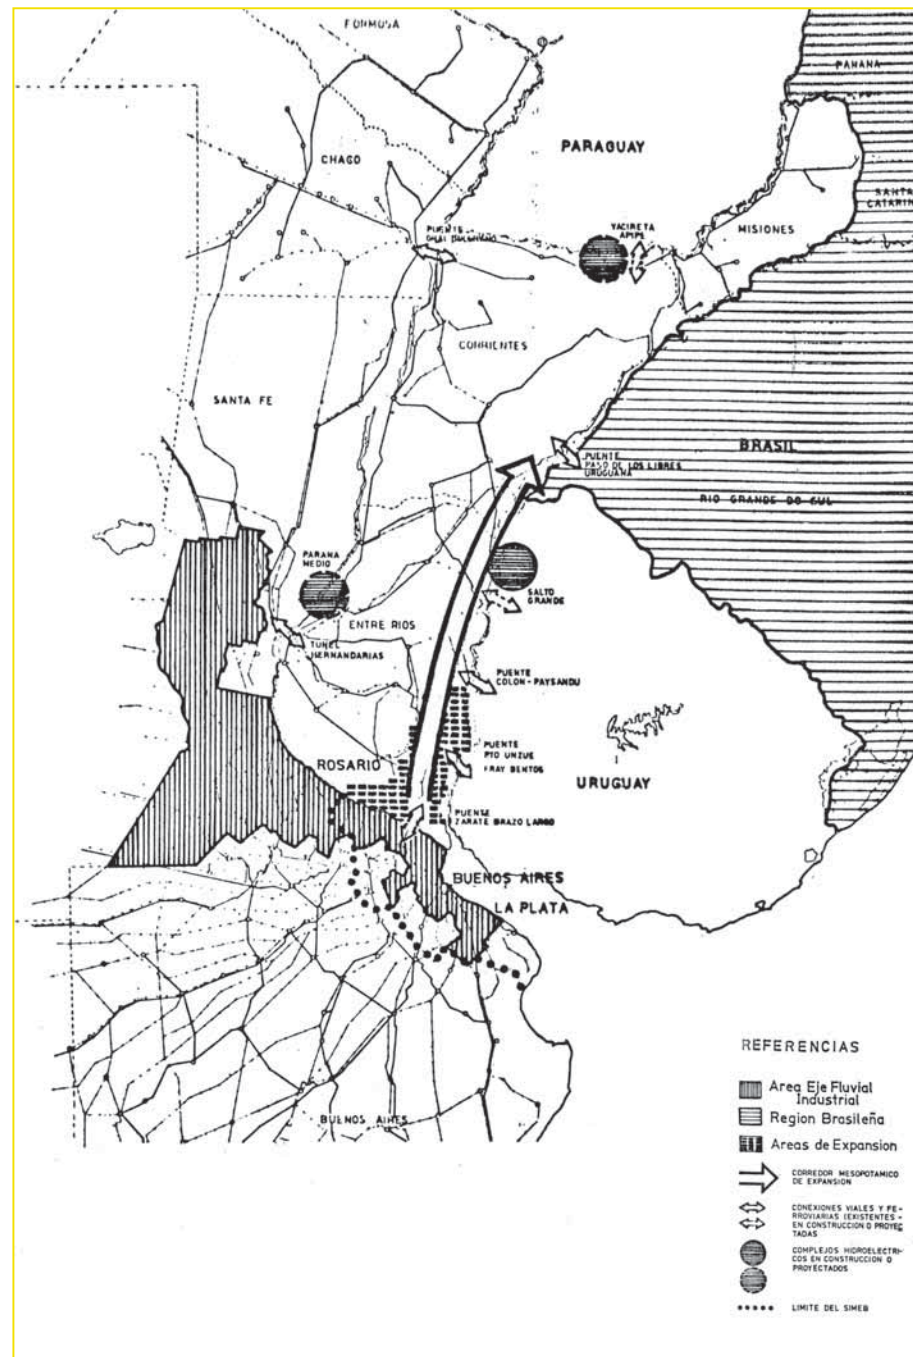 FORMOSA
PARANA
PARAGUAY
CHACO
SANTA
CATARIN
YACIRETA
APIPE
MISIONES
PUENTE
GRAL BELGRANO
CORRIENTES
SANTA FE
BRASIL
PUENTE
PASO DE LOS LIBRES
URUGUANA
RIO GRANDE DO SUL
PARANA
MEDIO
SALTO
GRANDE
ENTRE RIOS
TUNEL
HERNANDARIAS
PUENTE
COLON-PAYSANDU
PUENTE
PTO UNZUE
FRAY BENTOS
ROSARIO
URUGUAY
PUENTE
ZARATE BRAZO LARGO
BUENOS AIRES
LA PLATA
BUENOS AIRES
REFERENCIAS
Area Eje Fluvial
Industrial
Region Brasileña
Areas de Expansion
CORREDOR MESOPOTAMICO
DE EXPANSION
CONEXIONES VIALES Y FE-
RROVIARIAS (EXISTENTES -
EN CONSTRUCCION O PROYEC
TADAS
COMPLEJOS HIDROELECTRI-
COS EN CONSTRUCCION O
PROYECTADOS
LIMITE DEL SIMEB